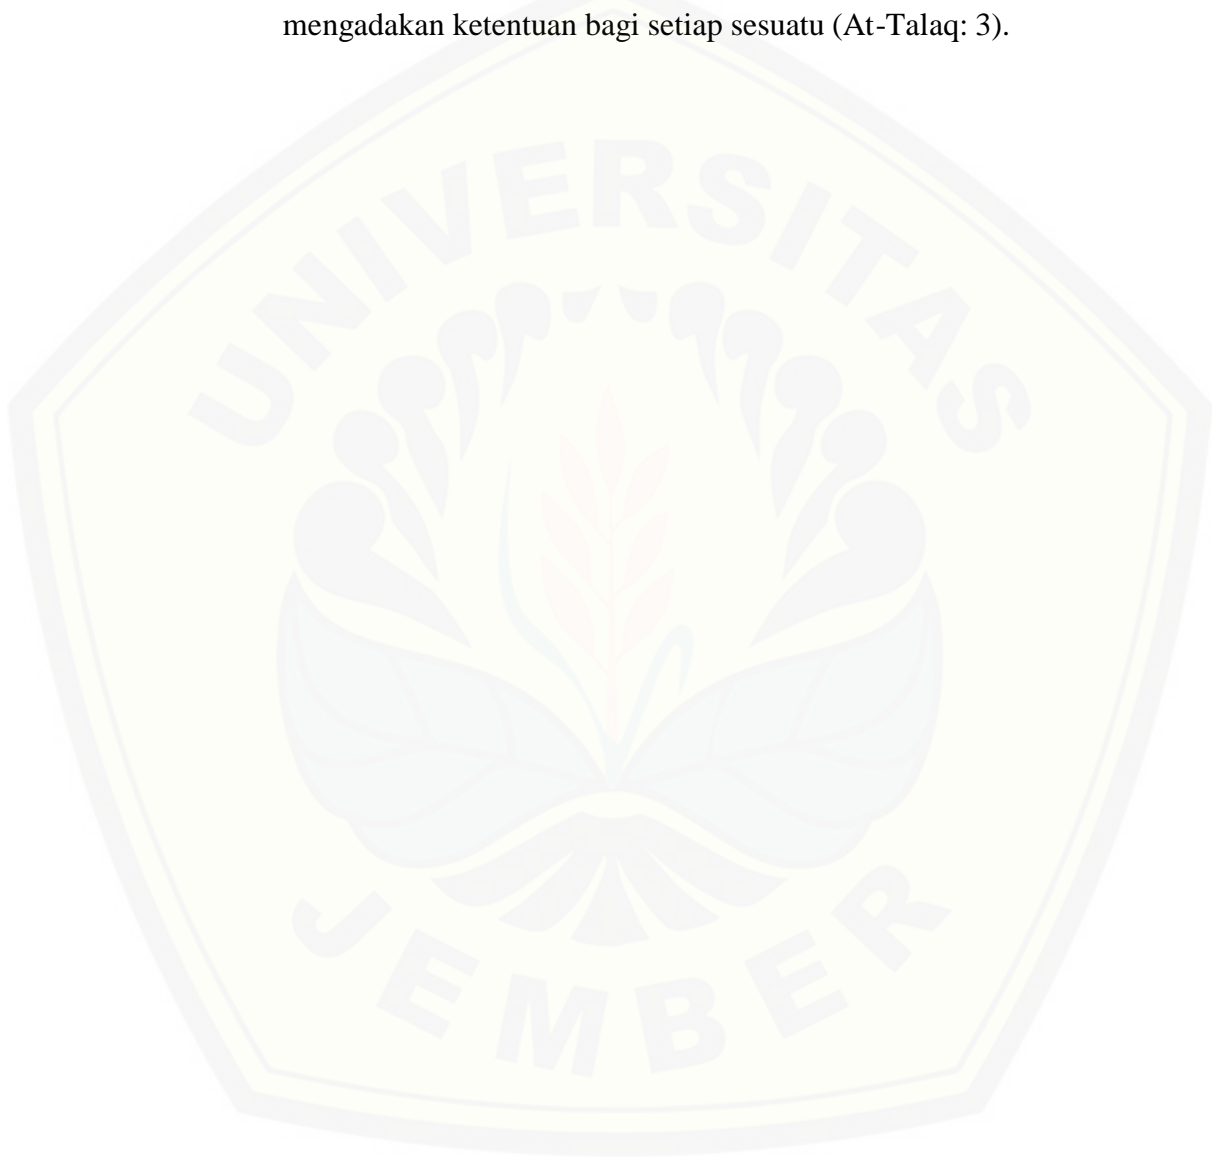 mengadakan ketentuan bagi setiap sesuatu (At-Talaq: 3).
UNIVERSITAS
JEMBER